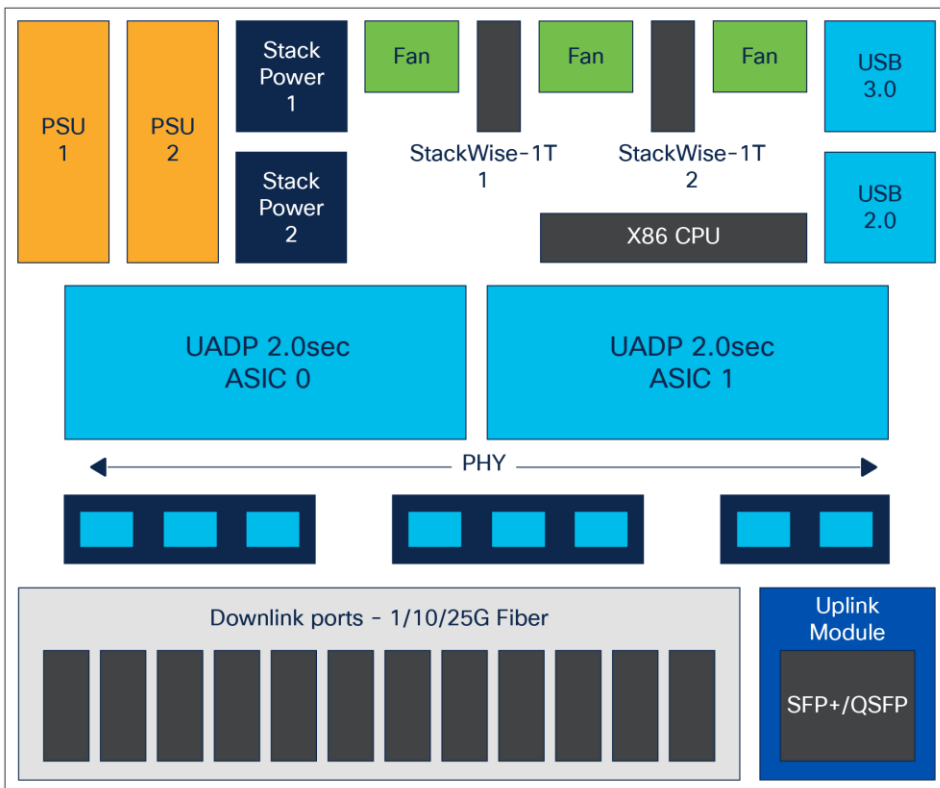 PSU
1
PSU
2
Stack
Power
1
Stack
Power
2
Fan
Fan
Fan
StackWise-1T
1
StackWise-1T
2
X86 CPU
USB
3.0
USB
2.0
UADP 2.0sec
ASIC 0
UADP 2.0sec
ASIC 1
PHY
Downlink ports - 1/10/25G Fiber
Uplink
Module
SFP+/QSFP